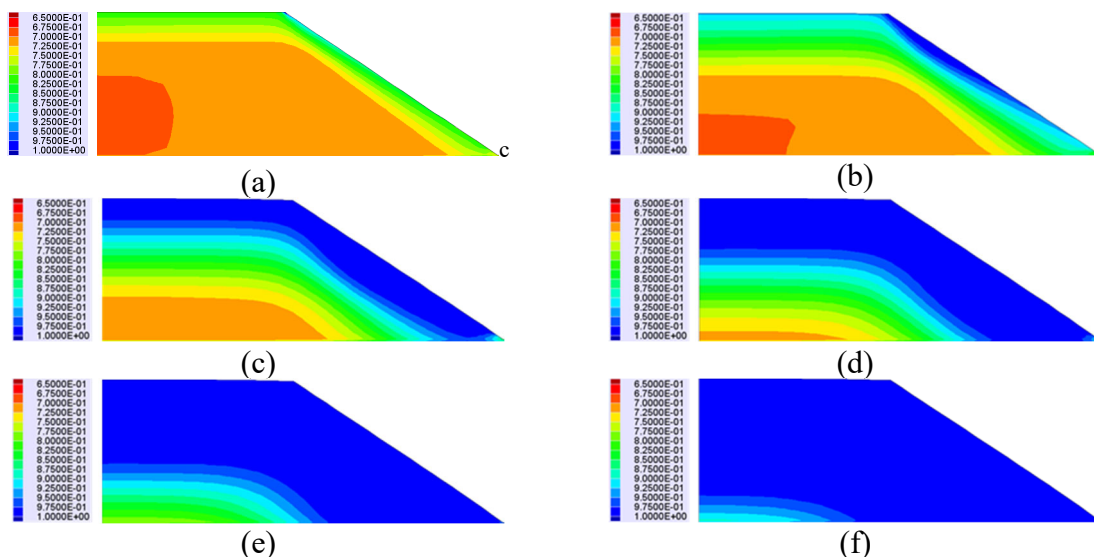 6.5000E-01
6.7500E-01
7.0000E-01
7.2500E-01
7.5000E-01
7.7500E-01
8.0000E-01
8.2500E-01
8.5000E-01
8.7500E-01
9.0000E-01
9.2500E-01
9.5000E-01
9.7500E-01
1.0000E+00
c
(a)
6.5000E-01
6.7500E-01
7.0000E-01
7.2500E-01
7.5000E-01
7.7500E-01
8.0000E-01
8.2500E-01
8.5000E-01
8.7500E-01
9.0000E-01
9.2500E-01
9.5000E-01
9.7500E-01
1.0000E+00
(b)
6.5000E-01
6.7500E-01
7.0000E-01
7.2500E-01
7.5000E-01
7.7500E-01
8.0000E-01
8.2500E-01
8.5000E-01
8.7500E-01
9.0000E-01
9.2500E-01
9.5000E-01
9.7500E-01
1.0000E+00
(c)
6.5000E-01
6.7500E-01
7.0000E-01
7.2500E-01
7.5000E-01
7.7500E-01
8.0000E-01
8.2500E-01
8.5000E-01
8.7500E-01
9.0000E-01
9.2500E-01
9.5000E-01
9.7500E-01
1.0000E+00
(d)
6.5000E-01
6.7500E-01
7.0000E-01
7.2500E-01
7.5000E-01
7.7500E-01
8.0000E-01
8.2500E-01
8.5000E-01
8.7500E-01
9.0000E-01
9.2500E-01
9.5000E-01
9.7500E-01
1.0000E+00
(e)
6.5000E-01
6.7500E-01
7.0000E-01
7.2500E-01
7.5000E-01
7.7500E-01
8.0000E-01
8.2500E-01
8.5000E-01
8.7500E-01
9.0000E-01
9.2500E-01
9.5000E-01
9.7500E-01
1.0000E+00
(f)